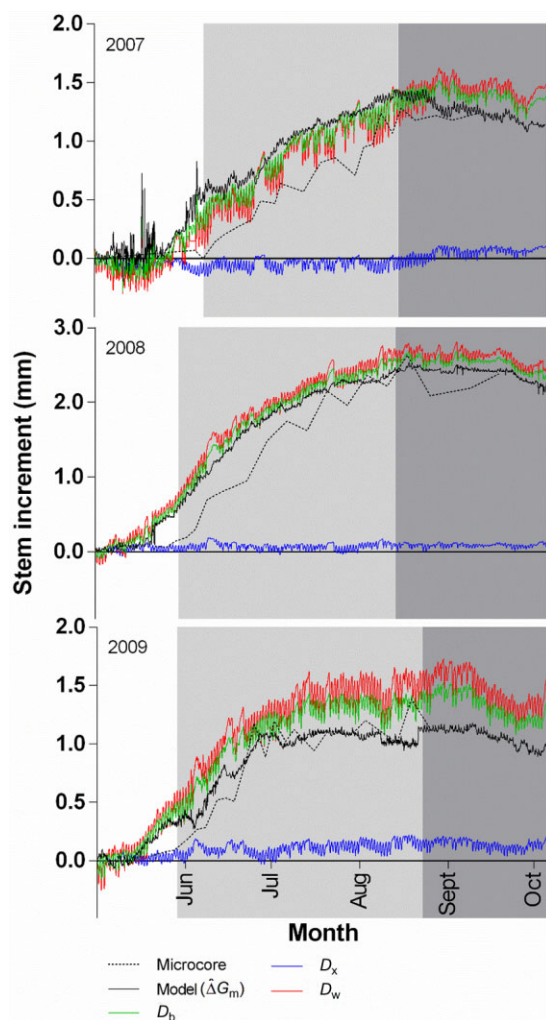 2007
2.0
1.5
1.0
0.5
0.0
2008
3.0
2.0
1.0
0.0
2009
2.0
1.5
1.0
0.5
0.0
Stem increment (mm)
Jun
Jul
Aug
Sept
Oct
Month
Microcore
Model (ΔĜm)
Db
Dx
Dw